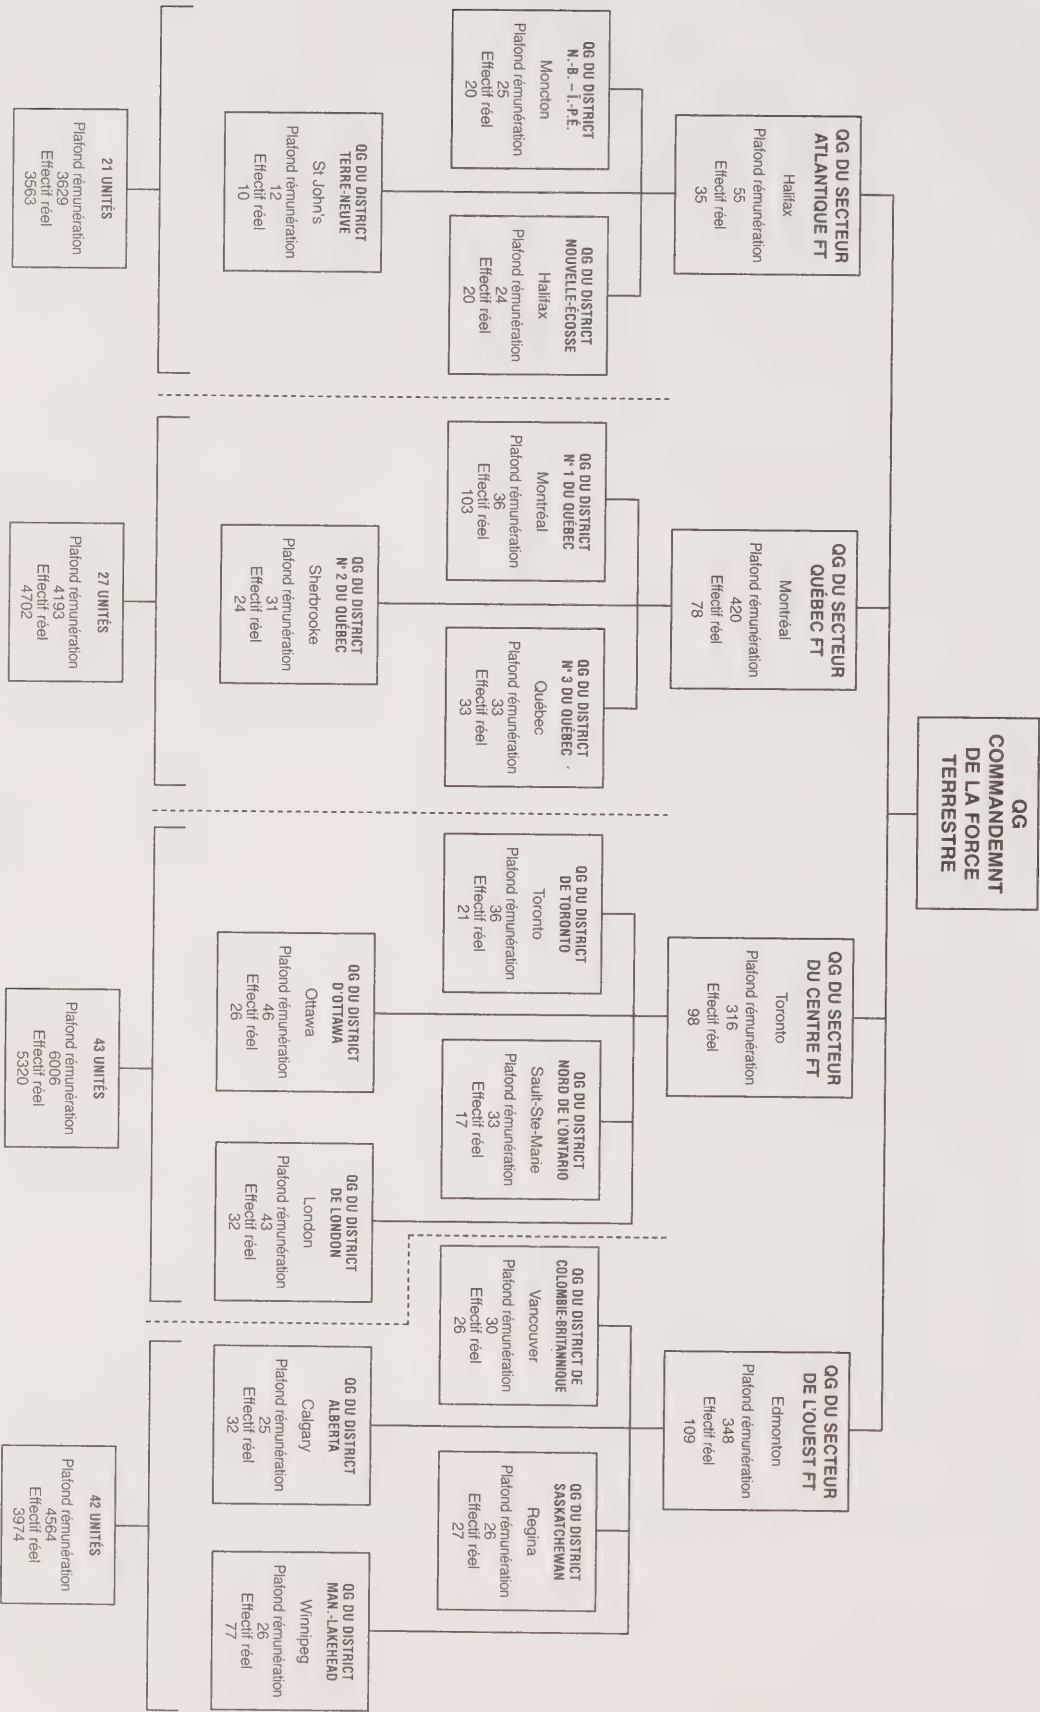 QG
COMMANDEMNT
DE LA FORCE
TERRESTRE
QG DU SECTEUR
ATLANTIQUE FT
Halifax
Plafond rémunération
55
Effectif réel
35
QG DU SECTEUR
QUÉBEC FT
Montréal
Plafond rémunération
420
Effectif réel
78
QG DU SECTEUR
DU CENTRE FT
Toronto
Plafond rémunération
316
Effectif réel
98
QG DU SECTEUR
DE L'OUEST FT
Edmonton
Plafond rémunération
348
Effectif réel
109
QG DU DISTRICT
N.-B. – Î.-P.É.
Moncton
Plafond rémunération
25
Effectif réel
20
QG DU DISTRICT
NOUVELLE-ÉCOSSE
Halifax
Plafond rémunération
24
Effectif réel
20
QG DU DISTRICT
N° 1 DU QUÉBEC
Montréal
Plafond rémunération
36
Effectif réel
103
QG DU DISTRICT
N° 3 DU QUÉBEC
Québec
Plafond rémunération
33
Effectif réel
33
QG DU DISTRICT
DE TORONTO
Toronto
Plafond rémunération
36
Effectif réel
21
QG DU DISTRICT
NORD DE L'ONTARIO
Sault-Ste-Marie
Plafond rémunération
33
Effectif réel
17
QG DU DISTRICT DE
COLOMBIE-BRITANNIQUE
Vancouver
Plafond rémunération
30
Effectif réel
26
QG DU DISTRICT
SASKATCHEWAN
Regina
Plafond rémunération
26
Effectif réel
27
QG DU DISTRICT
TERRE-NEUVE
St John's
Plafond rémunération
12
Effectif réel
10
QG DU DISTRICT
N° 2 DU QUÉBEC
Sherbrooke
Plafond rémunération
31
Effectif réel
24
QG DU DISTRICT
D'OTTAWA
Ottawa
Plafond rémunération
46
Effectif réel
26
QG DU DISTRICT
DE LONDON
London
Plafond rémunération
43
Effectif réel
32
QG DU DISTRICT
ALBERTA
Calgary
Plafond rémunération
25
Effectif réel
32
QG DU DISTRICT
MAN.-LAKEHEAD
Winnipeg
Plafond rémunération
26
Effectif réel
77
21 UNITÉS
Plafond rémunération
3629
Effectif réel
3563
27 UNITÉS
Plafond rémunération
4193
Effectif réel
4702
43 UNITÉS
Plafond rémunération
6006
Effectif réel
5320
42 UNITÉS
Plafond rémunération
4564
Effectif réel
3974